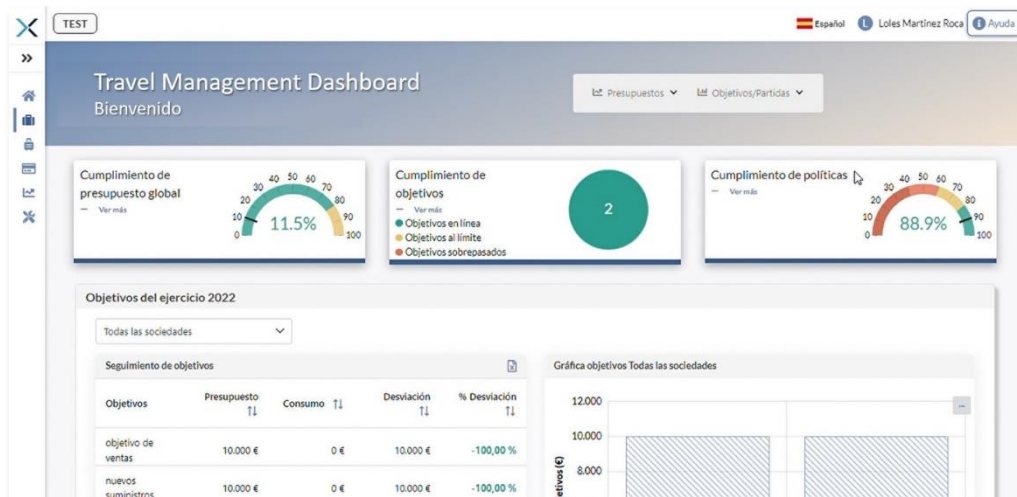 TEST
Español
L
Loles Martinez Roca
Ayuda
Travel Management Dashboard
Bienvenido
Presupuestos
Objetivos/Partidas
Cumplimiento de
presupuesto global
Ver más
0
10
20
30
40
50
60
70
80
90
100
11.5%
Cumplimiento de
objetivos
Ver más
Objetivos en línea
Objetivos al límite
Objetivos sobrepasados
2
Cumplimiento de políticas
Ver más
0
10
20
30
40
50
60
70
80
90
100
88.9%
Objetivos del ejercicio 2022
Todas las sociedades
Seguimiento de objetivos
Objetivos Presupuesto Consumo Desviación % Desviación
objetivo de
ventas
10.000 € 0 € 10.000 € -100,00 %
nuevos
suministros
10.000 € 0 € 10.000 € -100,00 %
Gráfica objetivos Todas las sociedades
12.000
10.000
8.000